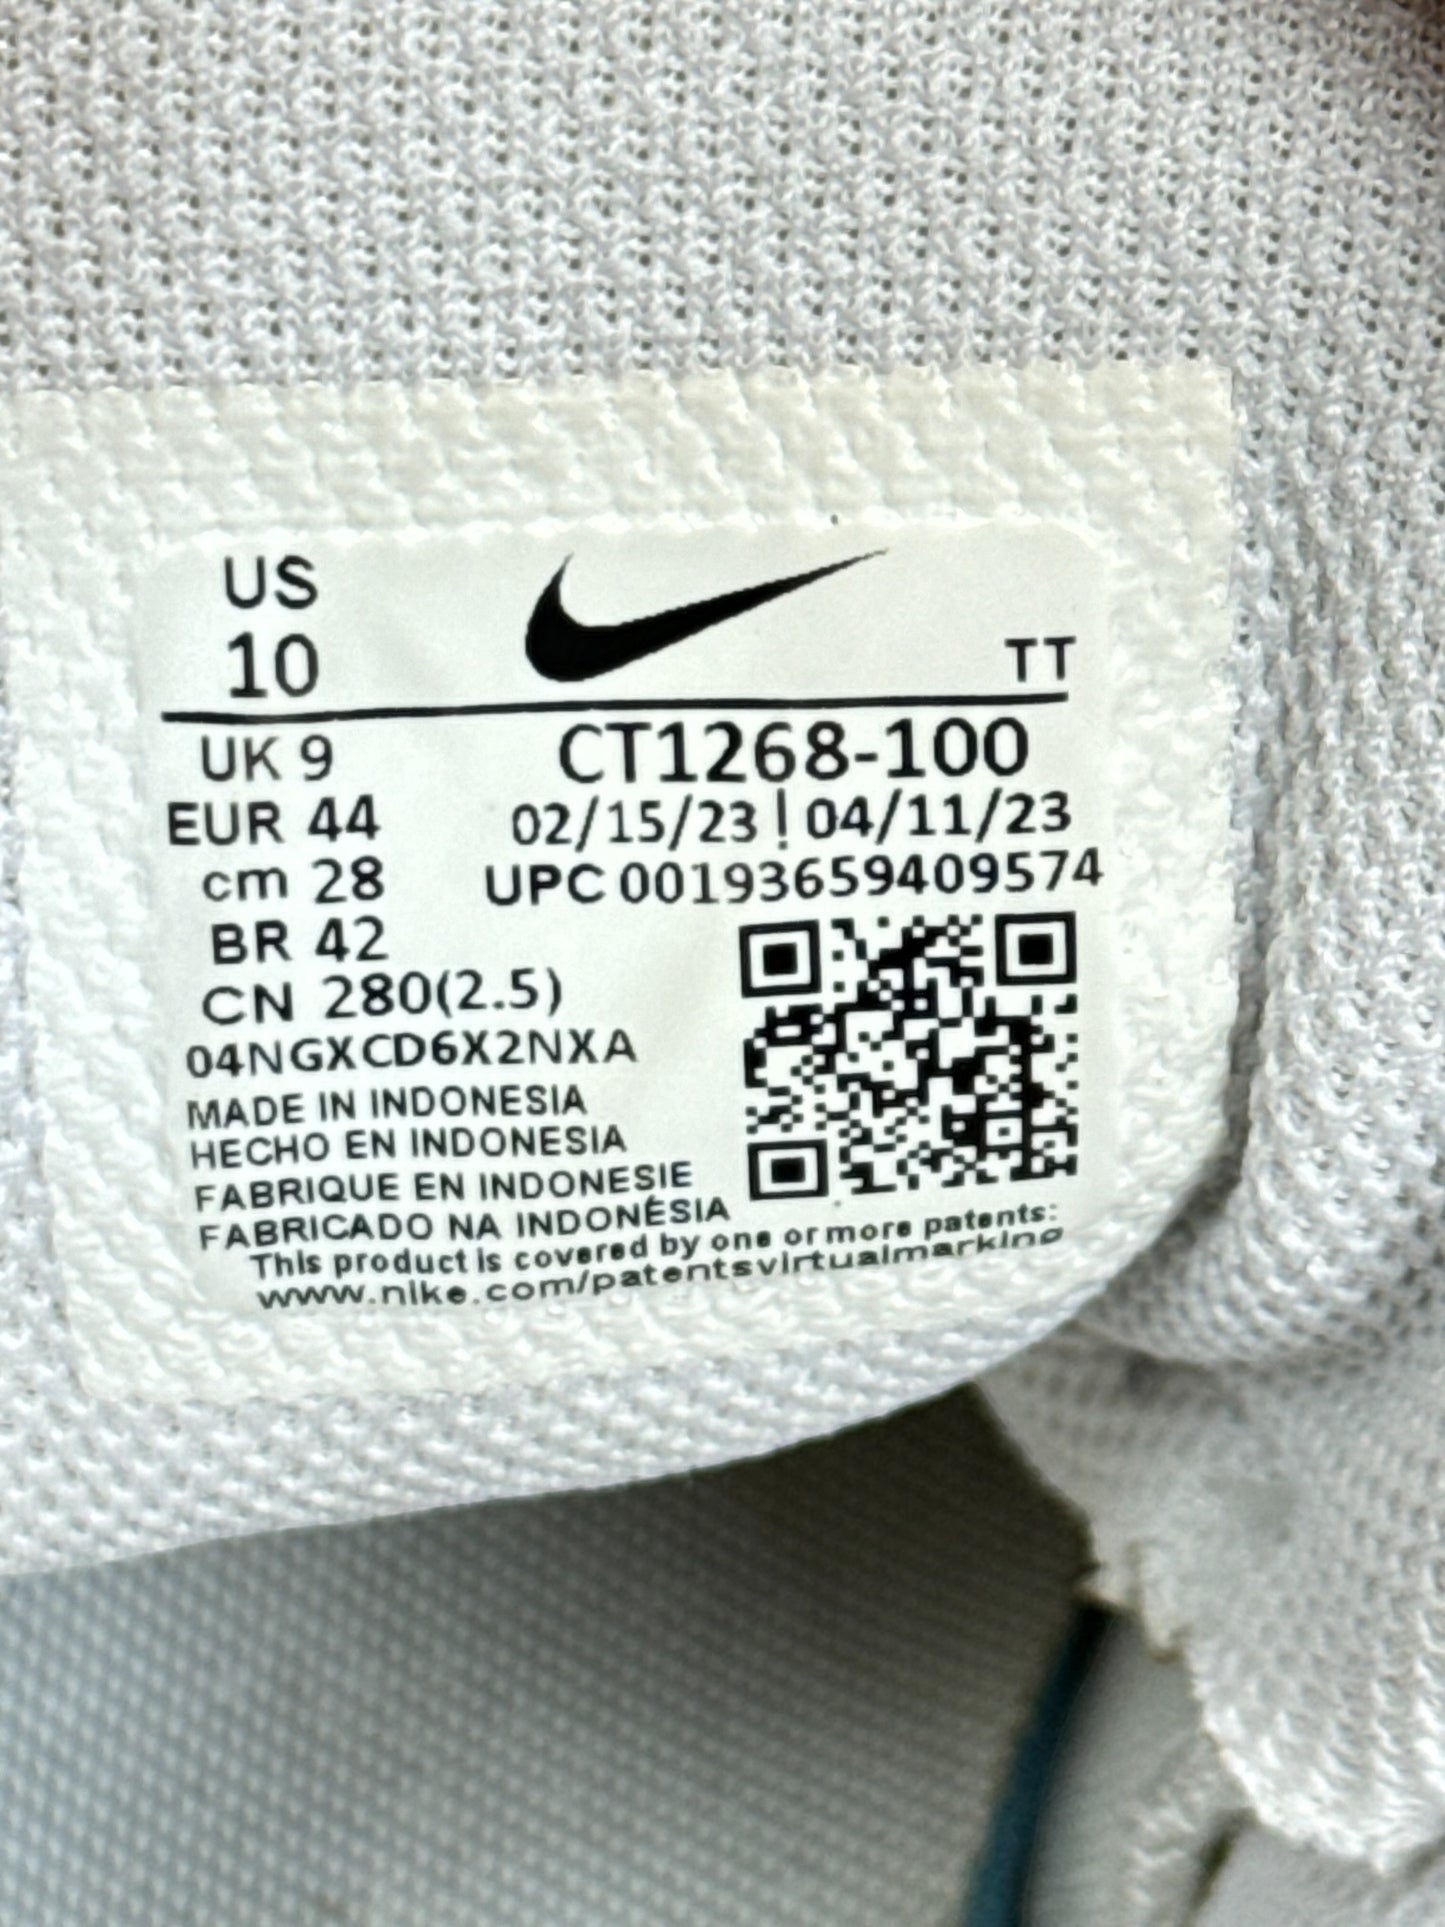 US
10
TT
UK 9
CT1268-100
EUR 44
02/15/23 | 04/11/23
cm 28
UPC 00193659409574
BR 42
CN 280(2.5)
04NGXCD6X2NXA
MADE IN INDONESIA
HECHO EN INDONESIA
FABRIQUE EN INDONESIE
FABRICADO NA INDONÉSIA
This product is covered by one or more patents:
www.nike.com/patentsvirtualmarking